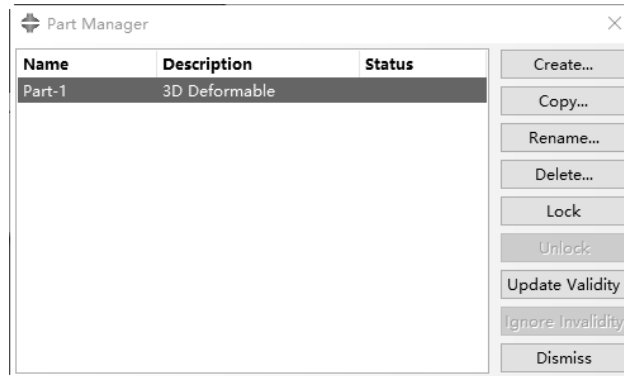 Part Manager
Name Description Status
Part-1 3D Deformable
Create...
Copy...
Rename...
Delete...
Lock
Unlock
Update Validity
Ignore Invalidity
Dismiss